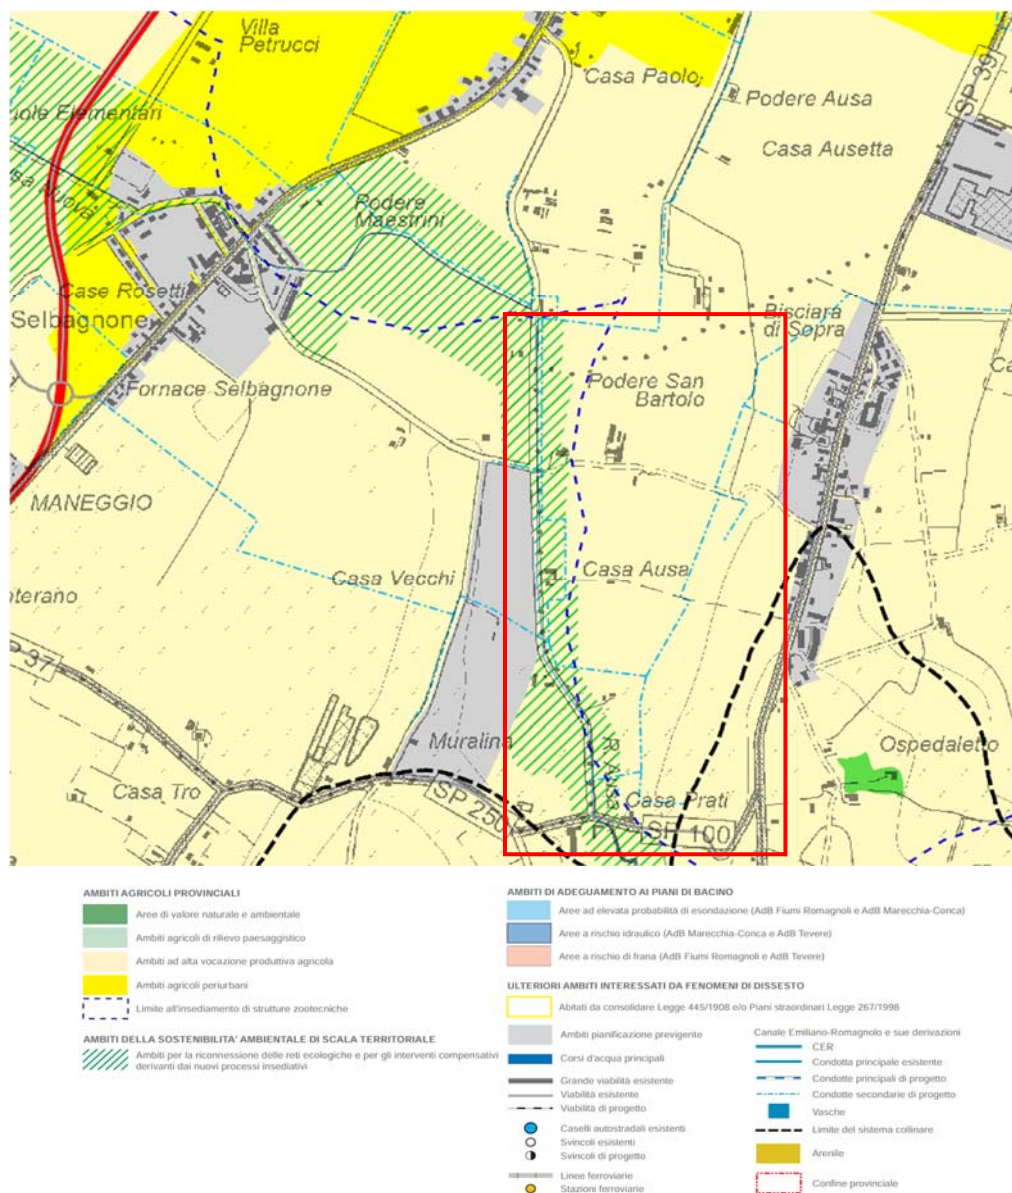 Villa
Petrucci
Casa Paolo
Podere Ausa
SP 39
uole Elementari
Casa Ausetta
sa Nuova
Podere
Maestrini
Case Rosetti
Selbagnone
Bisciara
di Sopra
Ca
Fornace Selbagnone
Podere San
Bartolo
MANEGGIO
Casa Vecchi
Casa Ausa
nterano
P 37
Muralina
R. Ausa
Ospedaletto
Casa Tro
SP 250
Casa Prati
SP 100
AMBITI AGRICOLI PROVINCIALI
Aree di valore naturale e ambientale
Ambiti agricoli di rilievo paesaggistico
Ambiti ad alta vocazione produttiva agricola
Ambiti agricoli periurbani
Limite all'insediamento di strutture zootecniche
AMBITI DELLA SOSTENIBILITA' AMBIENTALE DI SCALA TERRITORIALE
Ambiti per la riconnessione delle reti ecologiche e per gli interventi compensativi
derivanti dai nuovi processi insediativi
AMBITI DI ADEGUAMENTO AI PIANI DI BACINO
Aree ad elevata probabilità di esondazione (AdB Fiumi Romagnoli e AdB Marecchia-Conca)
Aree a rischio idraulico (AdB Marecchia-Conca e AdB Tevere)
Aree a rischio di frana (AdB Fiumi Romagnoli e AdB Tevere)
ULTERIORI AMBITI INTERESSATI DA FENOMENI DI DISSESTO
Abitati da consolidare Legge 445/1908 e/o Piani straordinari Legge 267/1998
Ambiti pianificazione previgente
Corsi d'acqua principali
Grande viabilità esistente
Viabilità esistente
Viabilità di progetto
Caselli autostradali esistenti
Svincoli esistenti
Svincoli di progetto
Linee ferroviarie
Stazioni ferroviarie
Canale Emiliano-Romagnolo e sue derivazioni
CER
Condotta principale esistente
Condotte principali di progetto
Condotte secondarie di progetto
Vasche
Limite del sistema collinare
Arenile
Confine provinciale